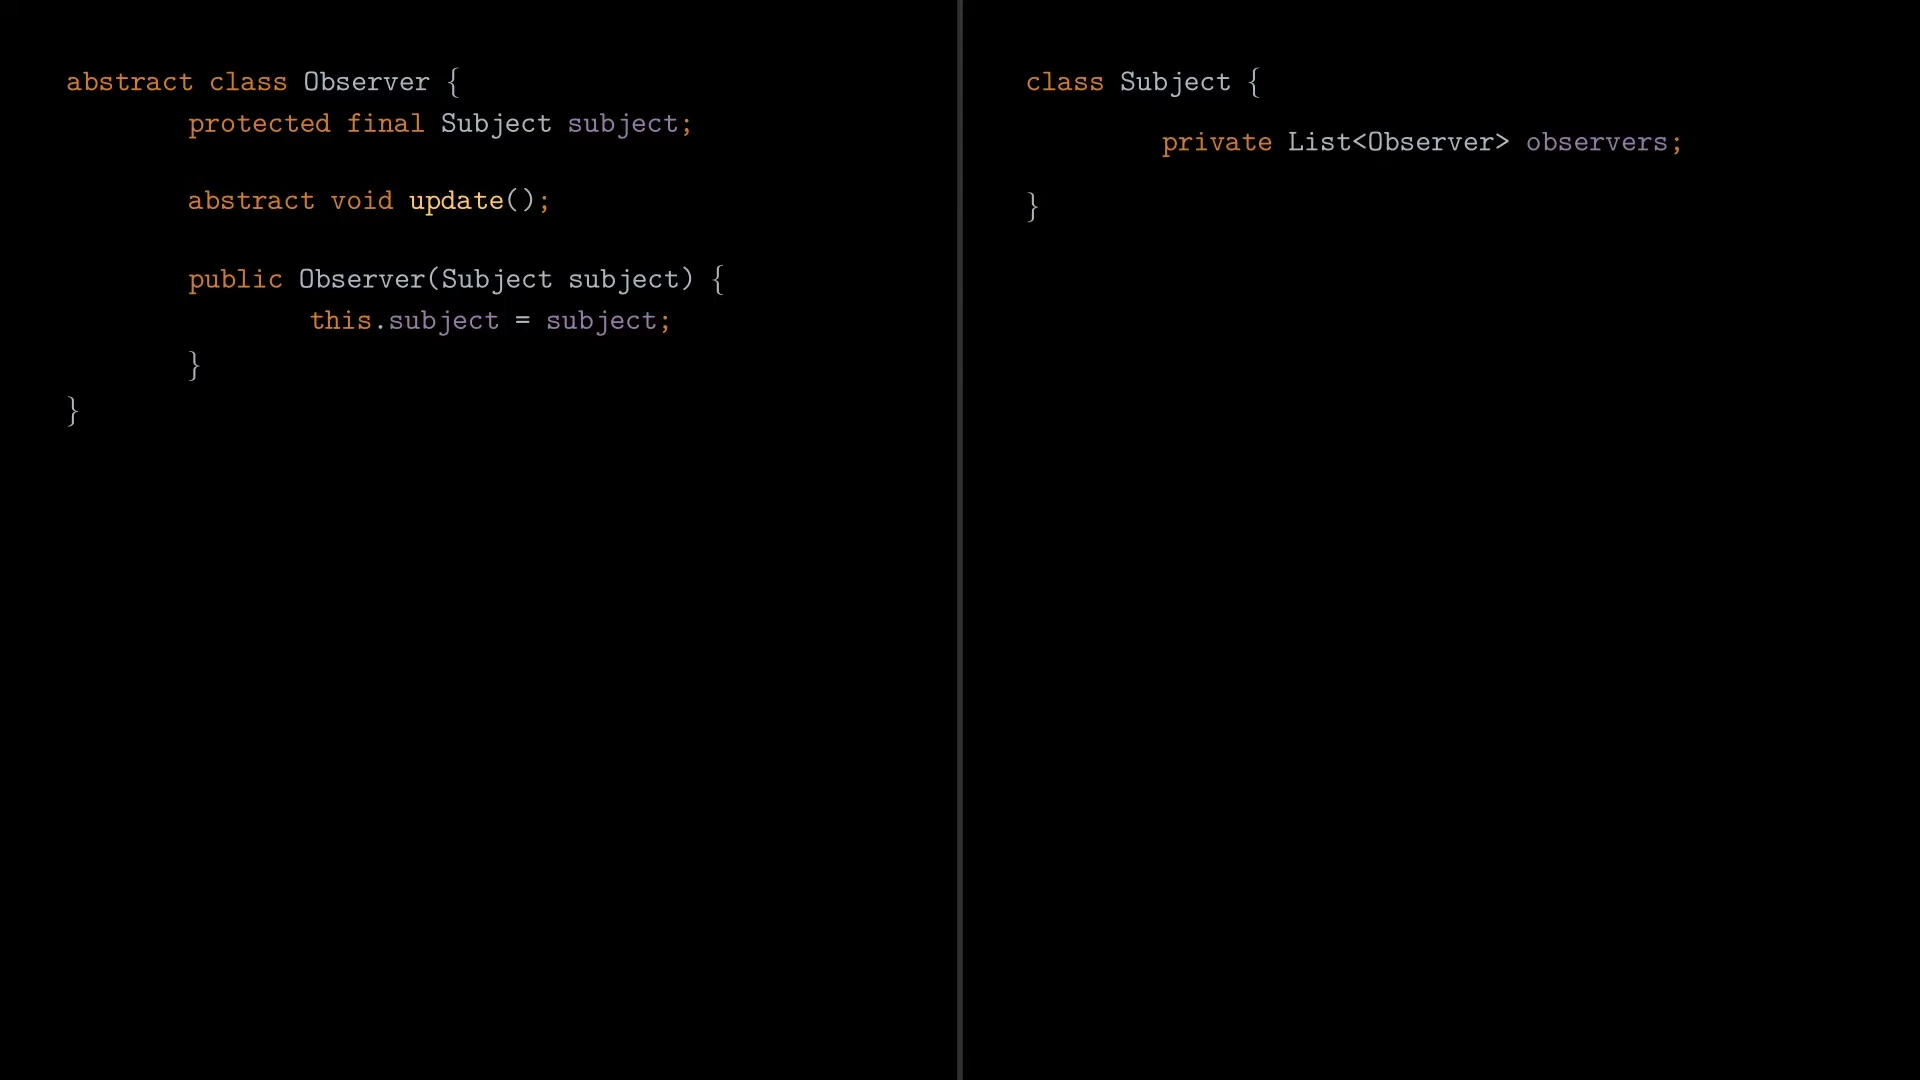 abstract class Observer {
protected final Subject subject;
abstract void update();
public Observer(Subject subject) {
this.subject = subject;
}
}
class Subject {
private List<Observer> observers;
}